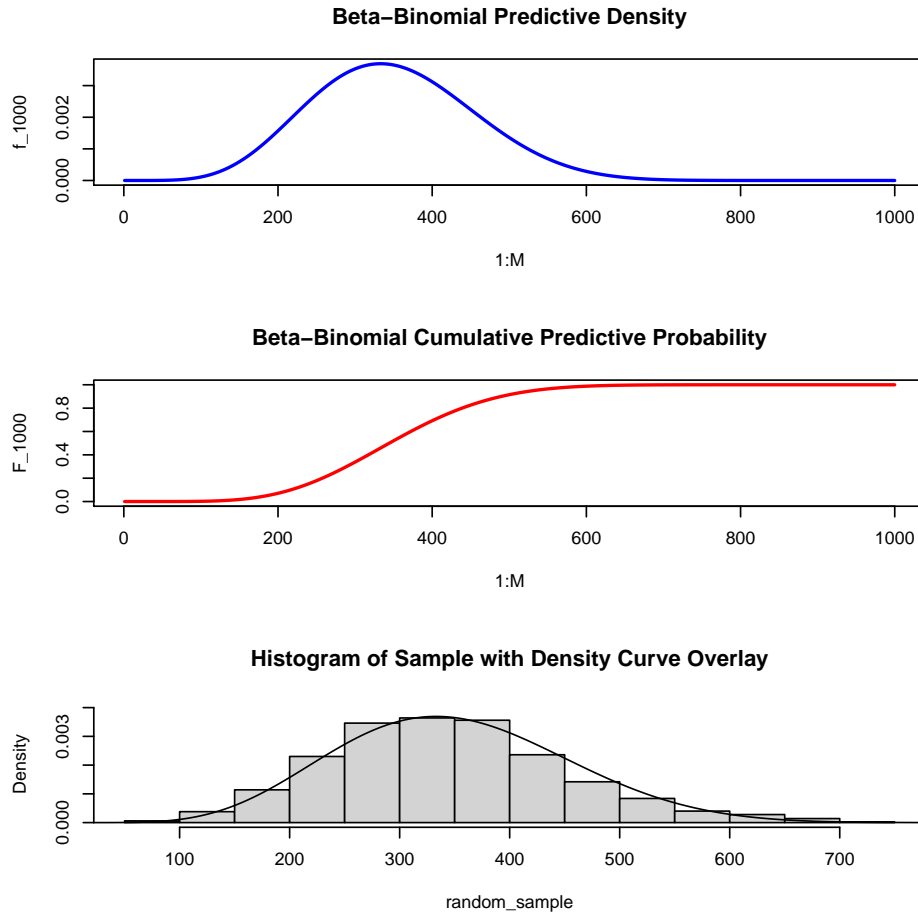 Beta−Binomial Predictive Density
f_1000
0.002
0.000
0 200 400 600 800 1000
1:M
Beta−Binomial Cumulative Predictive Probability
F_1000
0.8
0.4
0.0
0 200 400 600 800 1000
1:M
Histogram of Sample with Density Curve Overlay
Density
0.003
0.000
100 200 300 400 500 600 700
random_sample